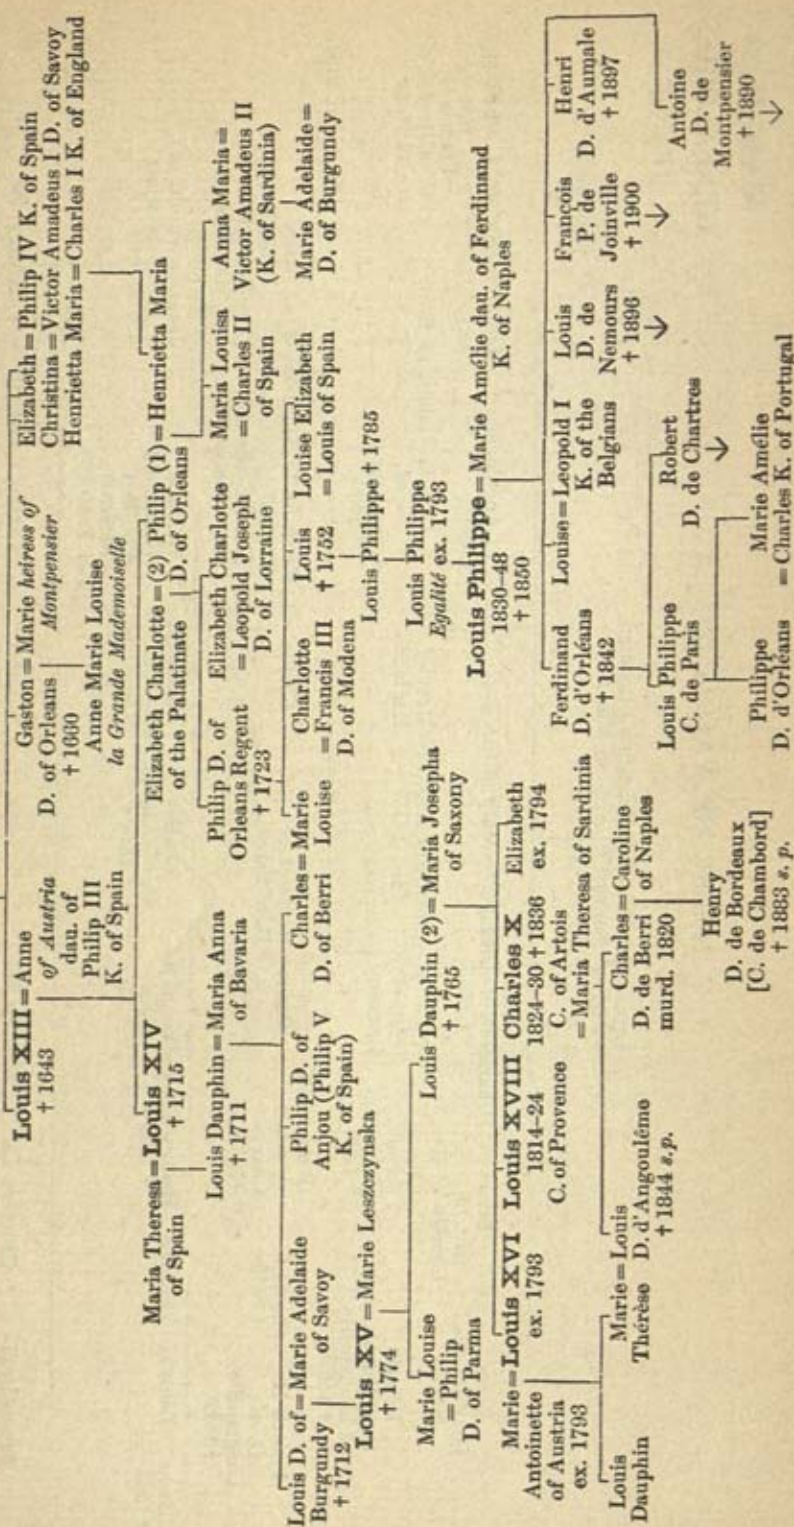 Louis XIII = Anne
† 1643
of Austria
dau. of
Philip III
K. of Spain
Gaston = Marie heiress of
D. of Orleans
Montpensier
† 1660
Anne Marie Louise
la Grande Mademoiselle
Elizabeth = Philip IV K. of Spain
Christina = Victor Amadeus I D. of Savoy
Henrietta Maria = Charles I K. of England
Maria Theresa = Louis XIV
of Spain
† 1715
Elizabeth Charlotte = (2) Philip (1) = Henrietta Maria
of the Palatinate
D. of Orleans
Louis Dauphin = Maria Anna
† 1711
of Bavaria
Philip D. of
Orleans Regent
† 1723
Elizabeth Charlotte
= Leopold Joseph
D. of Lorraine
Maria Louisa
= Charles II
of Spain
Anna Maria =
Victor Amadeus II
(K. of Sardinia)
Marie Adelaide =
D. of Burgundy
Louis D. of = Marie Adelaide
Burgundy
of Savoy
† 1712
Philip D. of
Anjou (Philip V
K. of Spain)
Charles = Marie
D. of Berri
Louise
Charlotte
= Francis III
D. of Modena
Louis
† 1752
Louise Elizabeth
= Louis of Spain
Louis XV = Marie Leszczynska
† 1774
Louis Philippe † 1785
Marie Louise
= Philip
D. of Parma
Louis Dauphin (2) = Maria Josepha
† 1765
of Saxony
Louis Philippe
Egalité ex. 1793
Marie = Louis XVI
Antoinette
ex. 1793
of Austria
ex. 1793
Louis XVIII
1814–24
C. of Provence
Charles X
1824–30 † 1836
C. of Artois
= Maria Theresa of Sardinia
Elizabeth
ex. 1794
Louis Philippe = Marie Amélie dau. of Ferdinand
1830–48
K. of Naples
† 1850
Louis
Dauphin
Marie = Louis
Thérèse
D. d'Angoulême
† 1844 s.p.
Charles = Caroline
D. de Berri
of Naples
murd. 1820
Ferdinand
D. d'Orléans
† 1842
Louise = Leopold I
K. of the
Belgians
Louis
D. de
Nemours
† 1896
François
P. de
Joinville
† 1900
Henri
D. d'Aumale
† 1897
Antoine
D. de
Montpensier
† 1890
Henry
D. de Bordeaux
[C. de Chambord]
† 1883 s. p.
Louis Philippe
C. de Paris
Robert
D. de Chartres
Philippe
D. d'Orléans
Marie Amélie
= Charles K. of Portugal